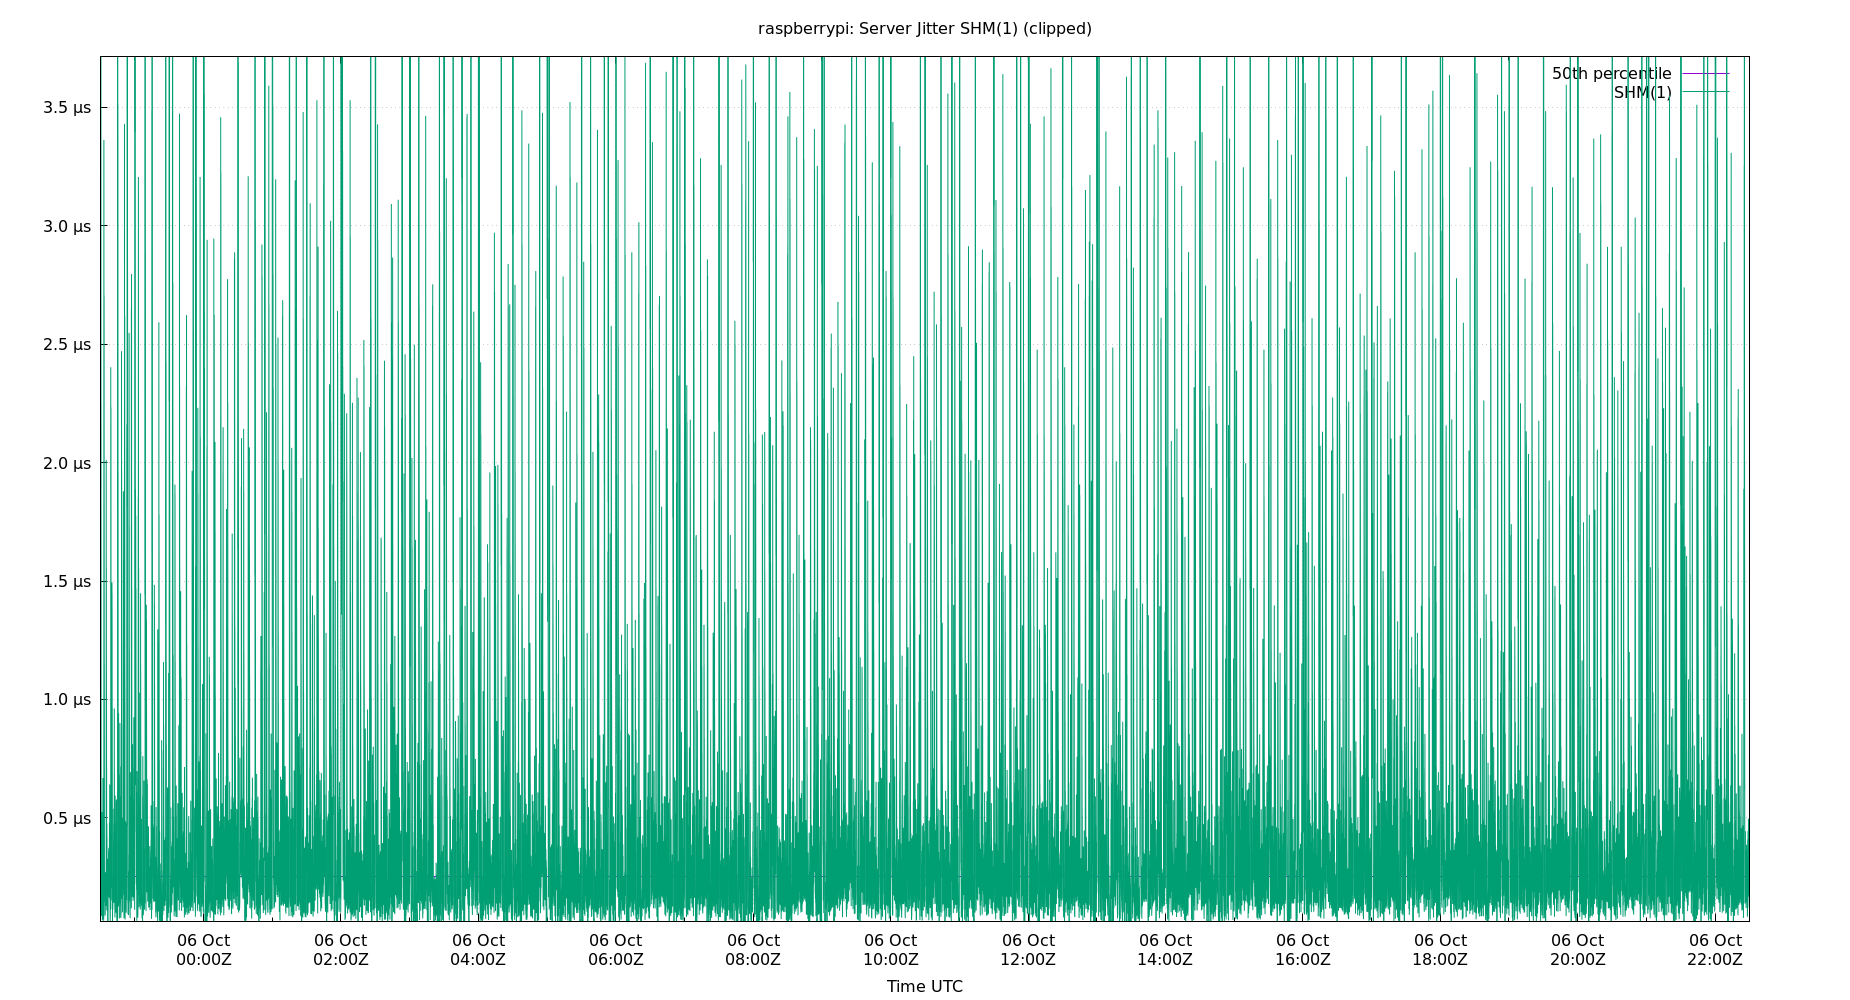 raspberrypi: Server Jitter SHM(1) (clipped)
50th percentile
SHM(1)
3.5 µs
3.0 µs
2.5 µs
2.0 µs
1.5 µs
1.0 µs
0.5 µs
06 Oct 06 Oct 06 Oct 06 Oct 06 Oct 06 Oct 06 Oct 06 Oct 06 Oct 06 Oct 06 Oct 06 Oct
00:00Z 02:00Z 04:00Z 06:00Z 08:00Z 10:00Z 12:00Z 14:00Z 16:00Z 18:00Z 20:00Z 22:00Z
Time UTC